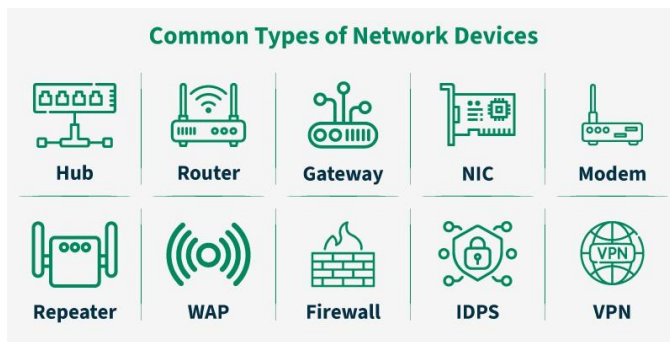 Common Types of Network Devices
Hub
Router
Gateway
NIC
Modem
Repeater
WAP
Firewall
IDPS
VPN
VPN